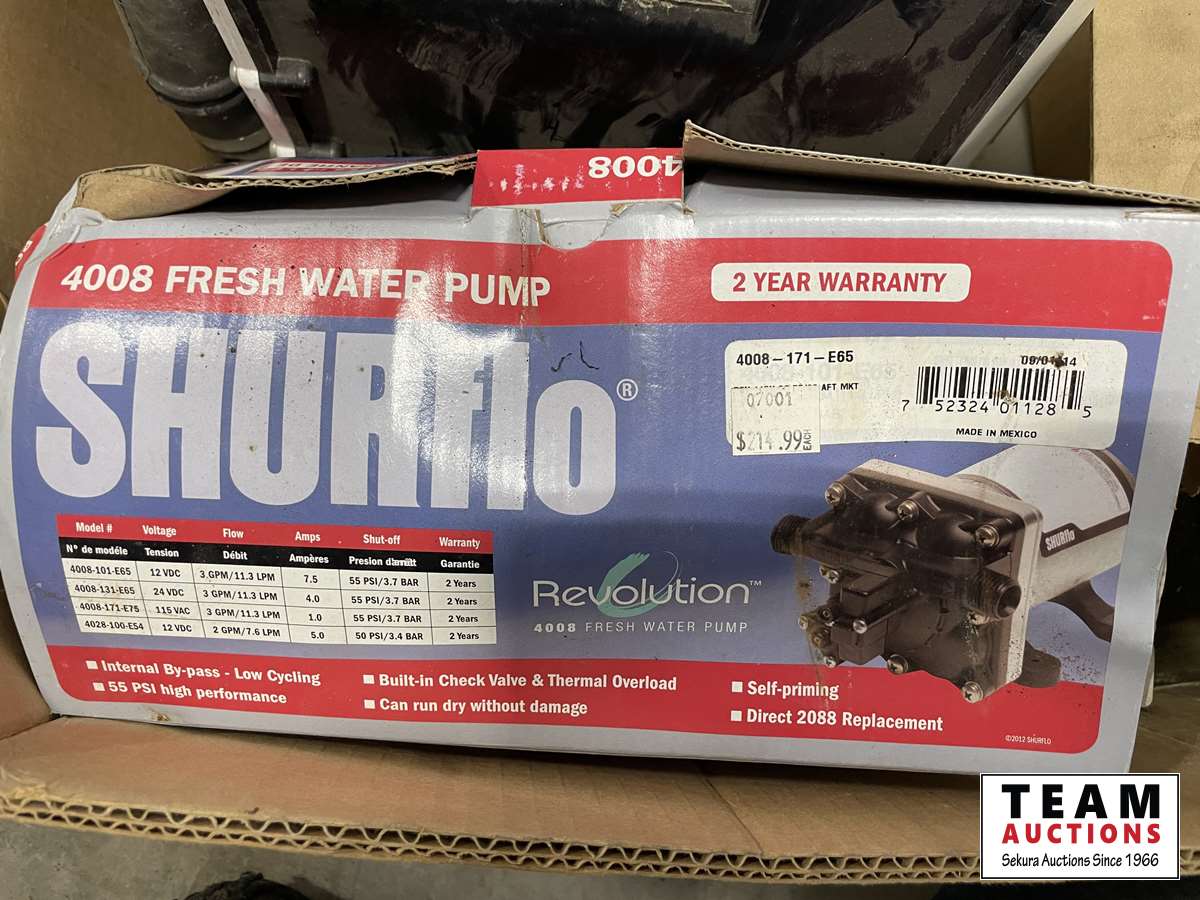 4008
4008 FRESH WATER PUMP
2 YEAR WARRANTY
SHURflo®
4008-171-E65
09/01/14
AFT MKT
07001
$214.99 EACH
7 52324 01128 5
MADE IN MEXICO
SHURflo
Model # Voltage Flow Amps Shut-off Warranty
N° de modéle Tension Débit Ampères Presion Garantie
4008-101-E65 12 VDC 3 GPM/11.3 LPM 7.5 55 PSI/3.7 BAR 2 Years
4008-131-E65 24 VDC 3 GPM/11.3 LPM 4.0 55 PSI/3.7 BAR 2 Years
4008-171-E75 115 VAC 3 GPM/11.3 LPM 1.0 55 PSI/3.7 BAR 2 Years
4028-100-E54 12 VDC 2 GPM/7.6 LPM 5.0 50 PSI/3.4 BAR 2 Years
Revolution™
4008 FRESH WATER PUMP
■ Internal By-pass - Low Cycling
■ 55 PSI high performance
■ Built-in Check Valve & Thermal Overload
■ Can run dry without damage
■ Self-priming
■ Direct 2088 Replacement
©2012 SHURFLO
TEAM
AUCTIONS
Sekura Auctions Since 1966